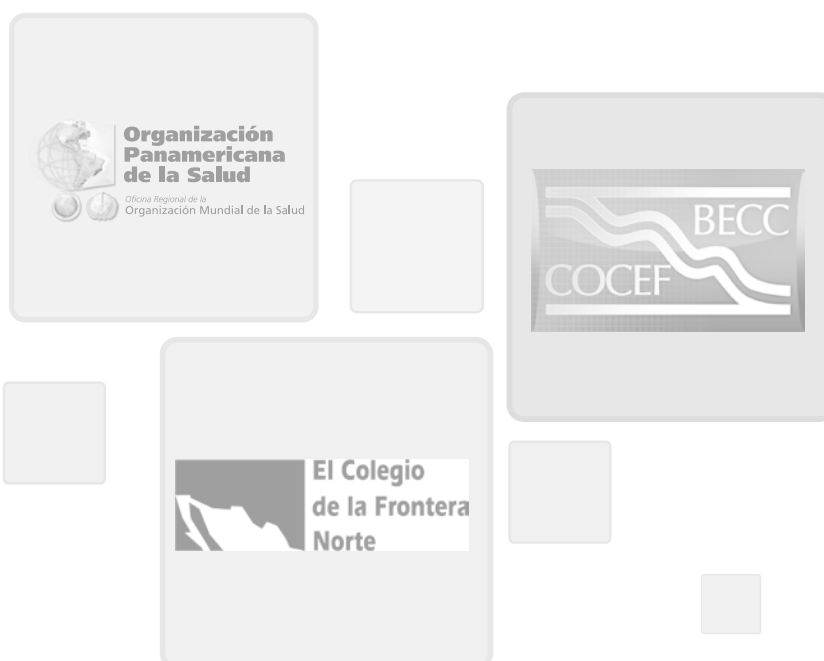 Organización
Panamericana
de la Salud
Oficina Regional de la
Organización Mundial de la Salud
BECC
COCEF
El Colegio
de la Frontera
Norte